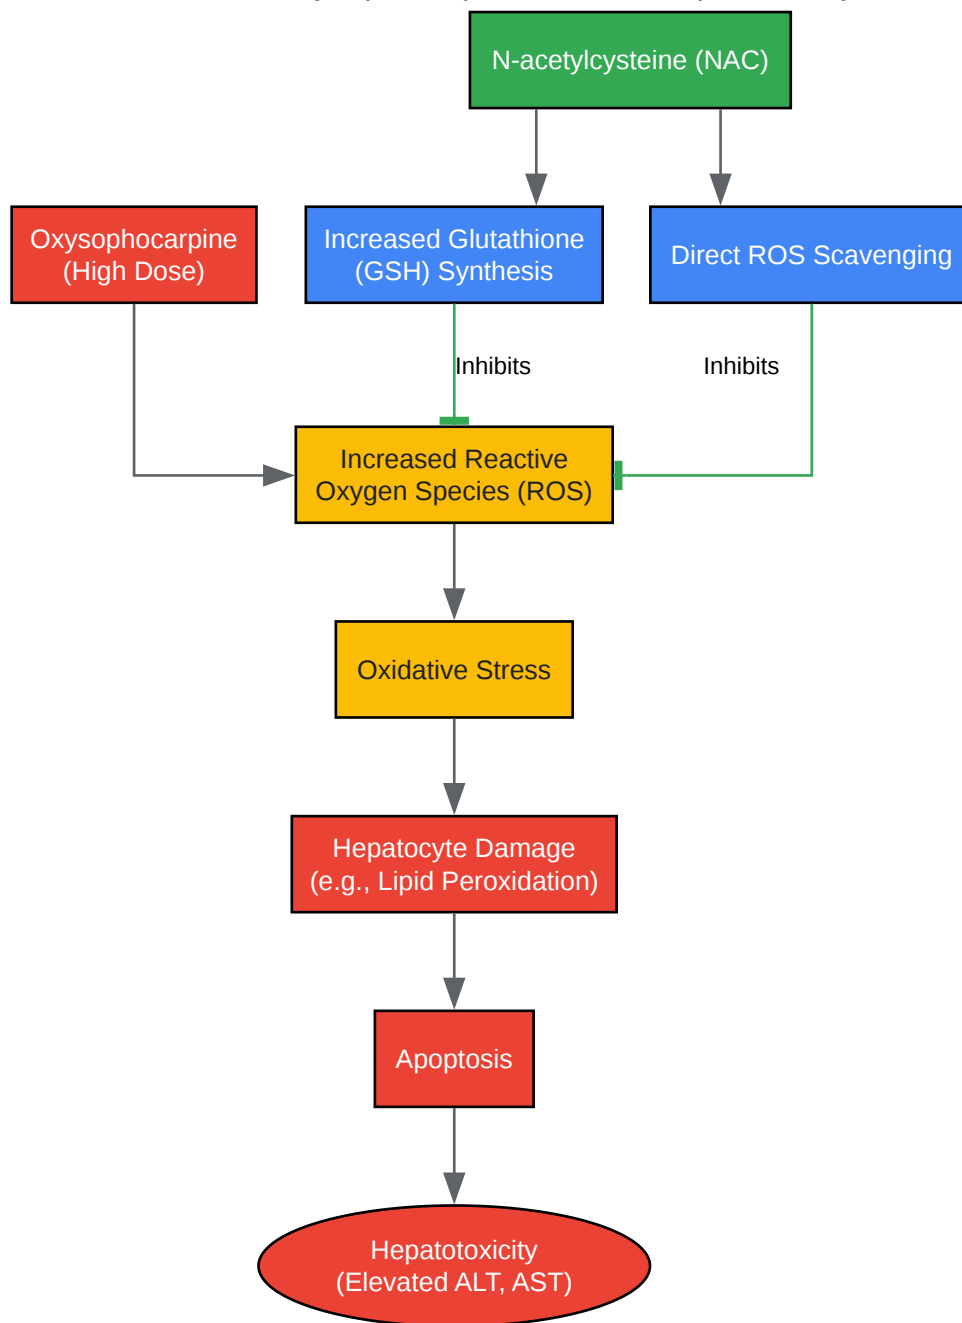 N-acetylcysteine (NAC)
Oxysophocarpine
(High Dose)
Increased Glutathione
(GSH) Synthesis
Direct ROS Scavenging
Inhibits
Inhibits
Increased Reactive
Oxygen Species (ROS)
Oxidative Stress
Hepatocyte Damage
(e.g., Lipid Peroxidation)
Apoptosis
Hepatotoxicity
(Elevated ALT, AST)